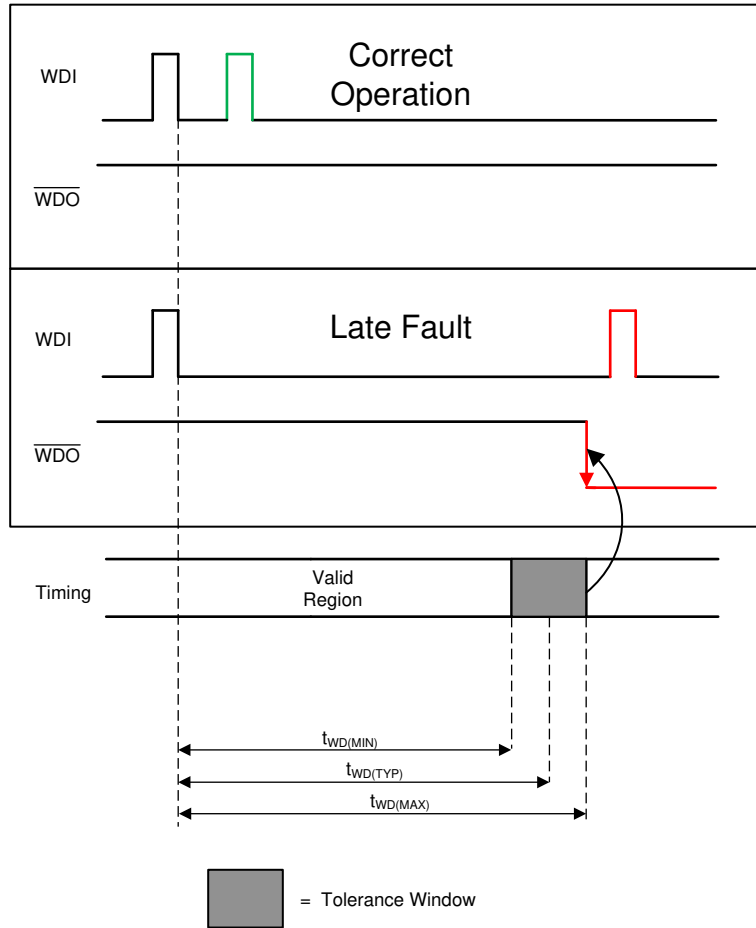 WDI
Correct
Operation
WDO
WDI
Late Fault
WDO
Timing
Valid
Region
tWD(MIN)
tWD(TYP)
tWD(MAX)
= Tolerance Window